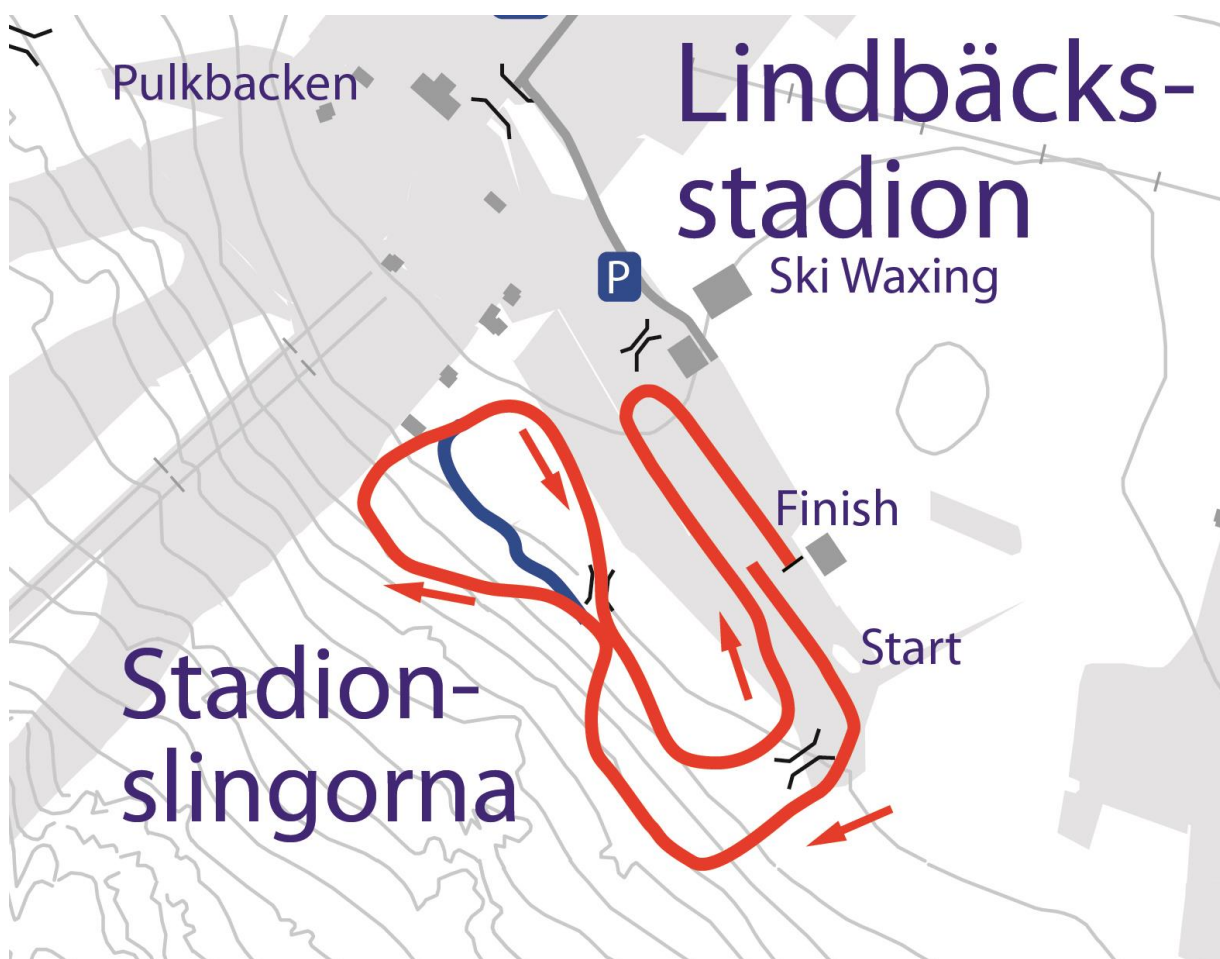 Pulkbacken
Lindbäcks-
stadion
P
Ski Waxing
Finish
Start
Stadion-
slingorna